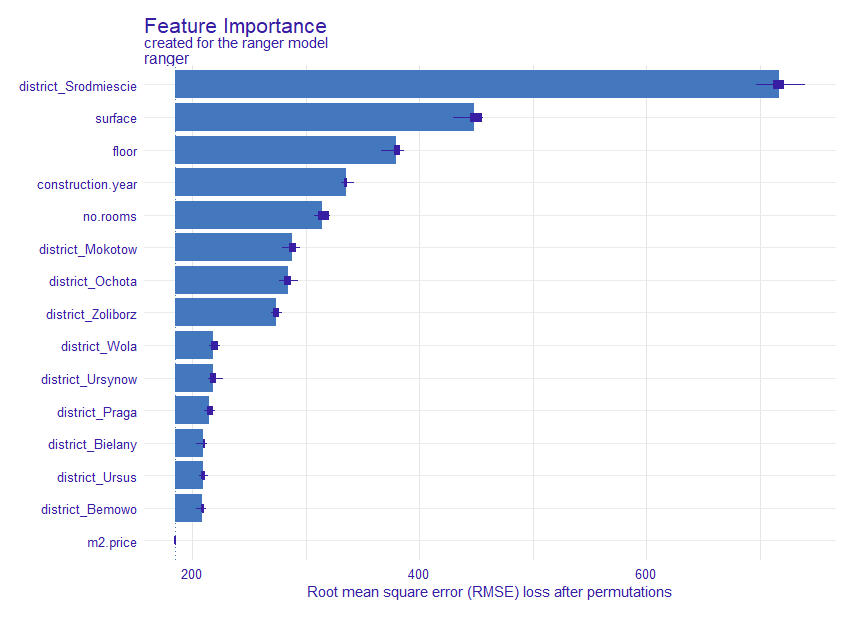 Feature Importance
created for the ranger model
ranger
district_Srodmiescie
surface
floor
construction.year
no.rooms
district_Mokotow
district_Ochota
district_Zoliborz
district_Wola
district_Ursynow
district_Praga
district_Bielany
district_Ursus
district_Bemowo
m2.price
200 400 600
Root mean square error (RMSE) loss after permutations